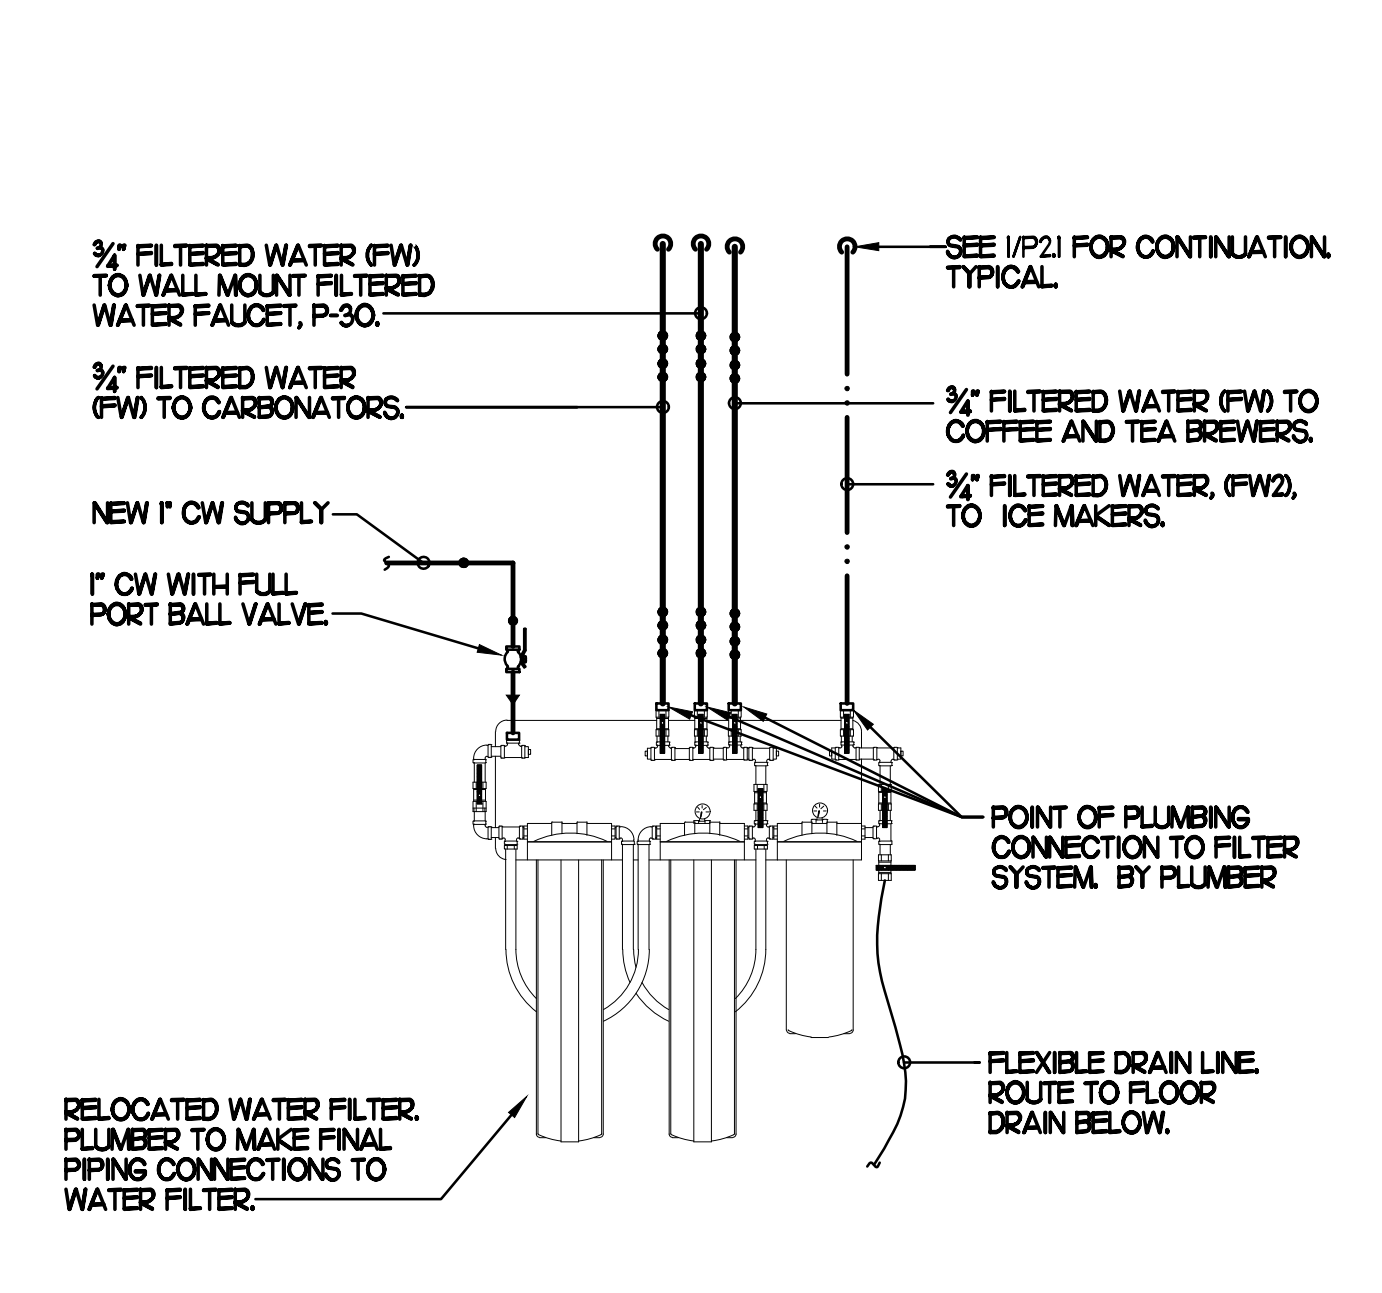 ¾" FILTERED WATER (FW)
TO WALL MOUNT FILTERED
WATER FAUCET, P-30.
¾" FILTERED WATER
(FW) TO CARBONATORS.
NEW 1" CW SUPPLY
1" CW WITH FULL
PORT BALL VALVE.
RELOCATED WATER FILTER.
PLUMBER TO MAKE FINAL
PIPING CONNECTIONS TO
WATER FILTER.
SEE 1/P2.1 FOR CONTINUATION.
TYPICAL.
¾" FILTERED WATER (FW) TO
COFFEE AND TEA BREWERS.
¾" FILTERED WATER, (FW2),
TO ICE MAKERS.
POINT OF PLUMBING
CONNECTION TO FILTER
SYSTEM. BY PLUMBER
FLEXIBLE DRAIN LINE.
ROUTE TO FLOOR
DRAIN BELOW.